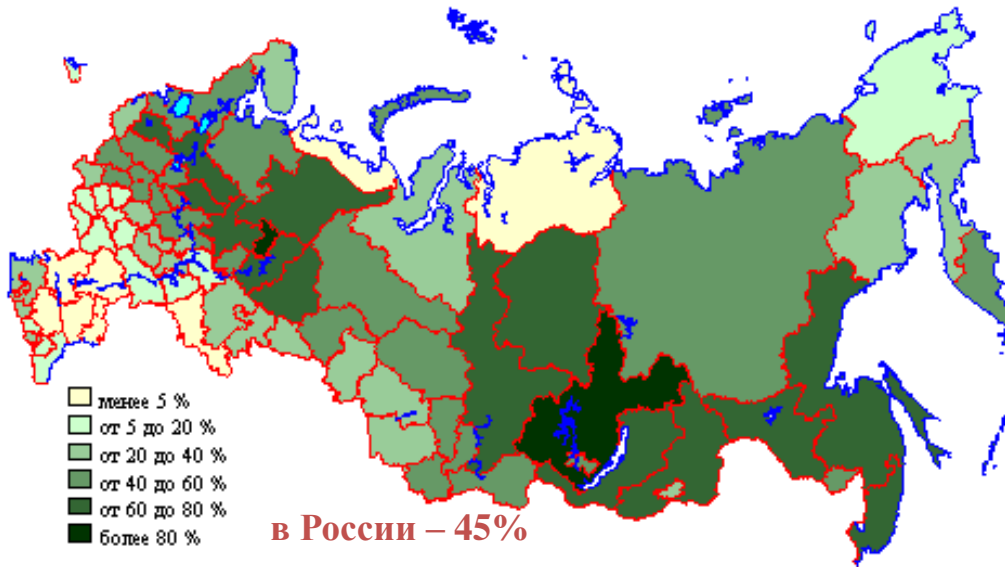 менее 5 %
от 5 до 20 %
от 20 до 40 %
от 40 до 60 %
от 60 до 80 %
более 80 %
в России – 45%